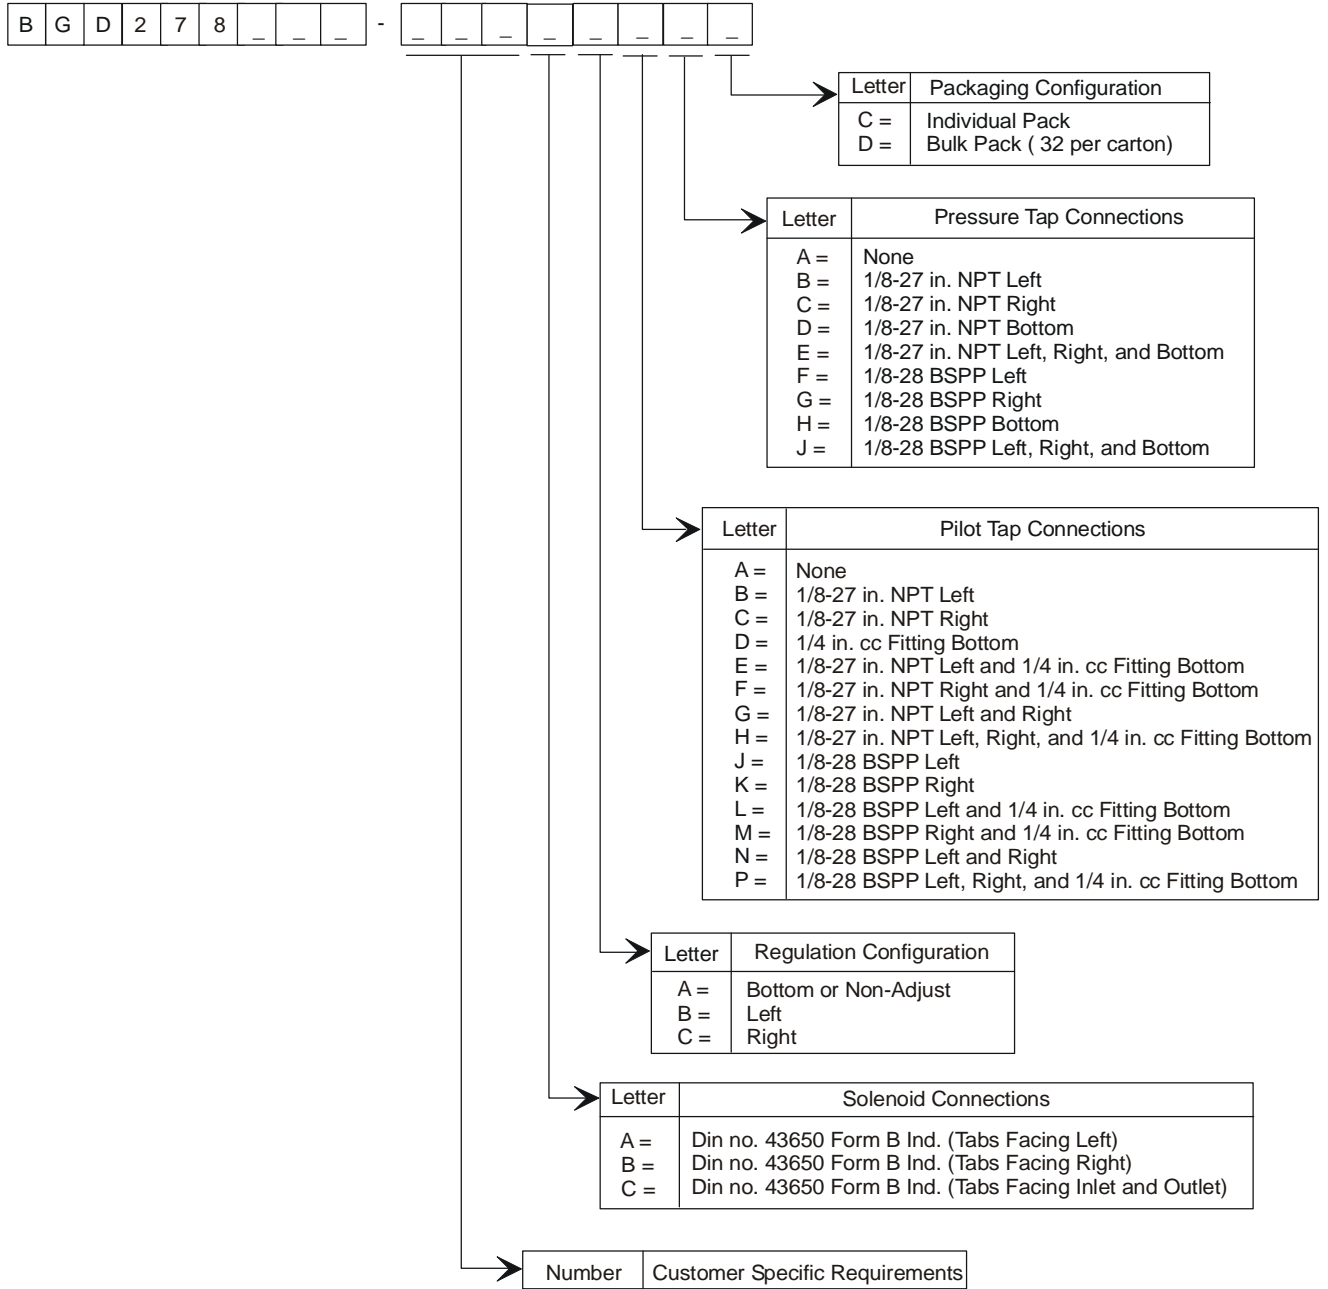 B G D 2 7 8 _ _ _ - _ _ _ _ _ _ _ _
Letter Packaging Configuration
C = Individual Pack
D = Bulk Pack ( 32 per carton)
Letter Pressure Tap Connections
A = None
B = 1/8-27 in. NPT Left
C = 1/8-27 in. NPT Right
D = 1/8-27 in. NPT Bottom
E = 1/8-27 in. NPT Left, Right, and Bottom
F = 1/8-28 BSPP Left
G = 1/8-28 BSPP Right
H = 1/8-28 BSPP Bottom
J = 1/8-28 BSPP Left, Right, and Bottom
Letter Pilot Tap Connections
A = None
B = 1/8-27 in. NPT Left
C = 1/8-27 in. NPT Right
D = 1/4 in. cc Fitting Bottom
E = 1/8-27 in. NPT Left and 1/4 in. cc Fitting Bottom
F = 1/8-27 in. NPT Right and 1/4 in. cc Fitting Bottom
G = 1/8-27 in. NPT Left and Right
H = 1/8-27 in. NPT Left, Right, and 1/4 in. cc Fitting Bottom
J = 1/8-28 BSPP Left
K = 1/8-28 BSPP Right
L = 1/8-28 BSPP Left and 1/4 in. cc Fitting Bottom
M = 1/8-28 BSPP Right and 1/4 in. cc Fitting Bottom
N = 1/8-28 BSPP Left and Right
P = 1/8-28 BSPP Left, Right, and 1/4 in. cc Fitting Bottom
Letter Regulation Configuration
A = Bottom or Non-Adjust
B = Left
C = Right
Letter Solenoid Connections
A = Din no. 43650 Form B Ind. (Tabs Facing Left)
B = Din no. 43650 Form B Ind. (Tabs Facing Right)
C = Din no. 43650 Form B Ind. (Tabs Facing Inlet and Outlet)
Number Customer Specific Requirements